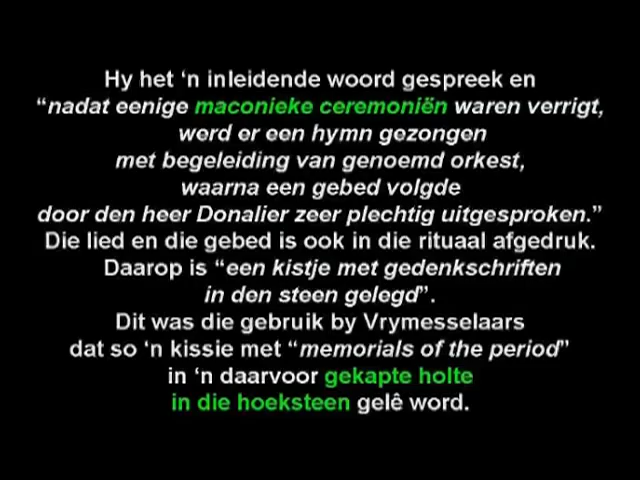 Hy het ‘n inleidende woord gespreek en
“nadat eenige maconieke ceremoniën waren verrigt,
werd er een hymn gezongen
met begeleiding van genoemd orkest,
waarna een gebed volgde
door den heer Donalier zeer plechtig uitgesproken.”
Die lied en die gebed is ook in die rituaal afgedruk.
Daarop is “een kistje met gedenkschriften
in den steen gelegd”.
Dit was die gebruik by Vrymesselaars
dat so ‘n kissie met “memorials of the period”
in ‘n daarvoor gekapte holte
in die hoeksteen gelê word.